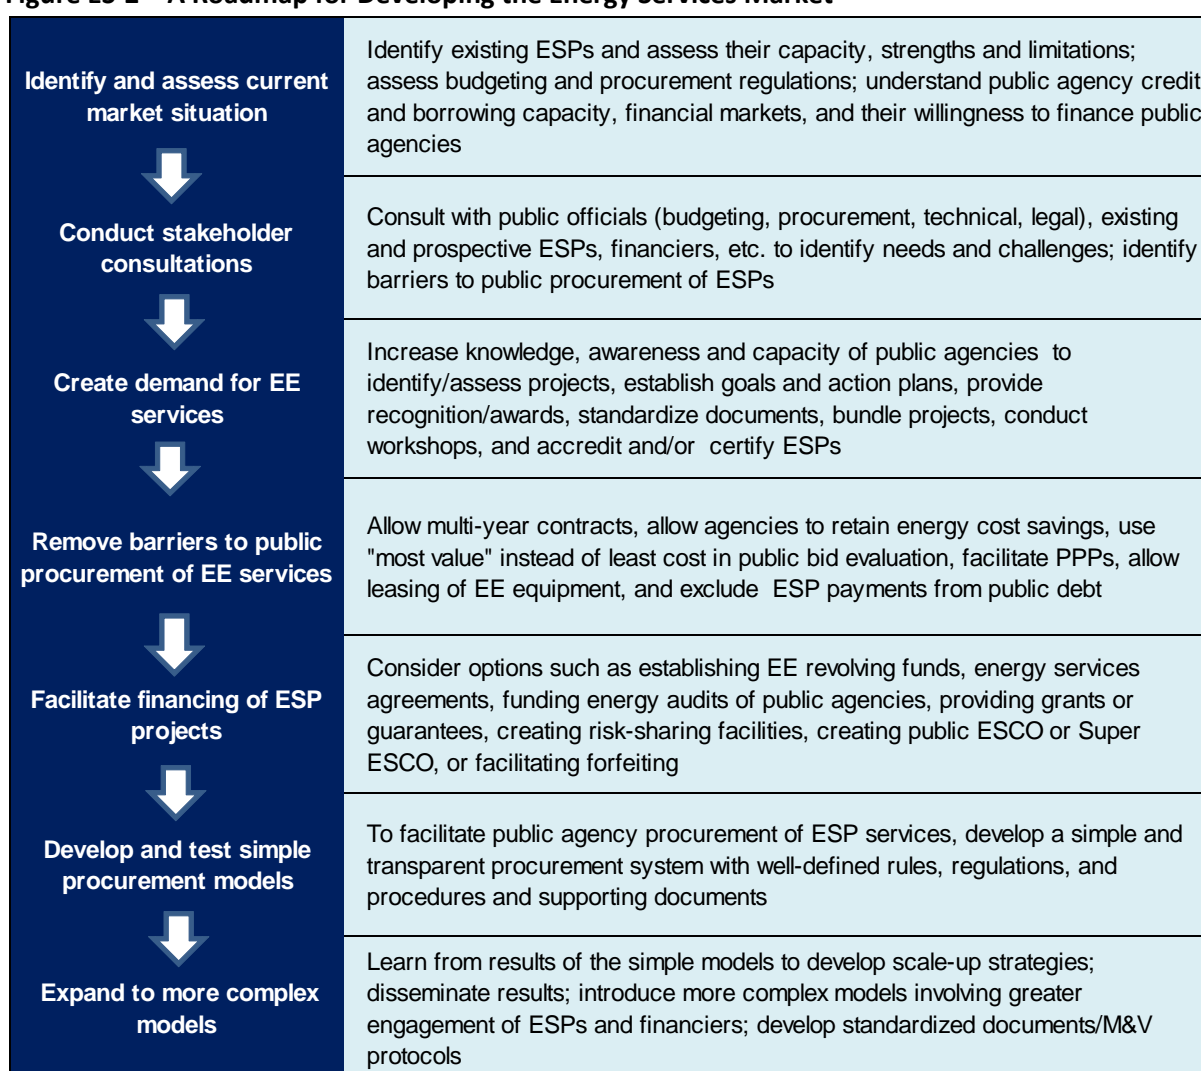 Figure ES-2 – A Roadmap for Developing the Energy Services Market
Identify and assess current
market situation
Identify existing ESPs and assess their capacity, strengths and limitations;
assess budgeting and procurement regulations; understand public agency credit
and borrowing capacity, financial markets, and their willingness to finance public
agencies
Conduct stakeholder
consultations
Consult with public officials (budgeting, procurement, technical, legal), existing
and prospective ESPs, financiers, etc. to identify needs and challenges; identify
barriers to public procurement of ESPs
Create demand for EE
services
Increase knowledge, awareness and capacity of public agencies to
identify/assess projects, establish goals and action plans, provide
recognition/awards, standardize documents, bundle projects, conduct
workshops, and accredit and/or certify ESPs
Remove barriers to public
procurement of EE services
Allow multi-year contracts, allow agencies to retain energy cost savings, use
"most value" instead of least cost in public bid evaluation, facilitate PPPs, allow
leasing of EE equipment, and exclude ESP payments from public debt
Facilitate financing of ESP
projects
Consider options such as establishing EE revolving funds, energy services
agreements, funding energy audits of public agencies, providing grants or
guarantees, creating risk-sharing facilities, creating public ESCO or Super
ESCO, or facilitating forfeiting
Develop and test simple
procurement models
To facilitate public agency procurement of ESP services, develop a simple and
transparent procurement system with well-defined rules, regulations, and
procedures and supporting documents
Expand to more complex
models
Learn from results of the simple models to develop scale-up strategies;
disseminate results; introduce more complex models involving greater
engagement of ESPs and financiers; develop standardized documents/M&V
protocols